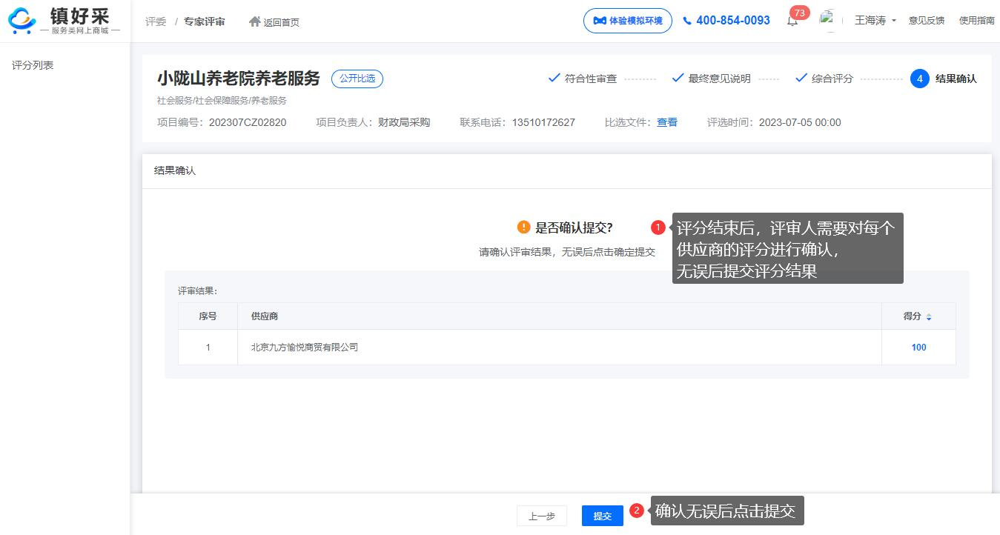 镇好采
服务类网上商城
评委 / 专家评审 返回首页
体验模拟环境 400-854-0093 73 王海涛 意见反馈 使用指南
评分列表
小陇山养老院养老服务 公开比选
符合性审查 最终意见说明 综合评分 4 结果确认
社会服务/社会保障服务/养老服务
项目编号: 202307CZ02820 项目负责人: 财政局采购 联系电话: 13510172627 比选文件: 查看 评选时间: 2023-07-05 00:00
结果确认
是否确认提交?
请确认评审结果，无误后点击确定提交
1 评分结束后，评审人需要对每个
供应商的评分进行确认，
无误后提交评分结果
评审结果:
序号 供应商 得分
1 北京九方愉悦商贸有限公司 100
上一步 提交
2 确认无误后点击提交